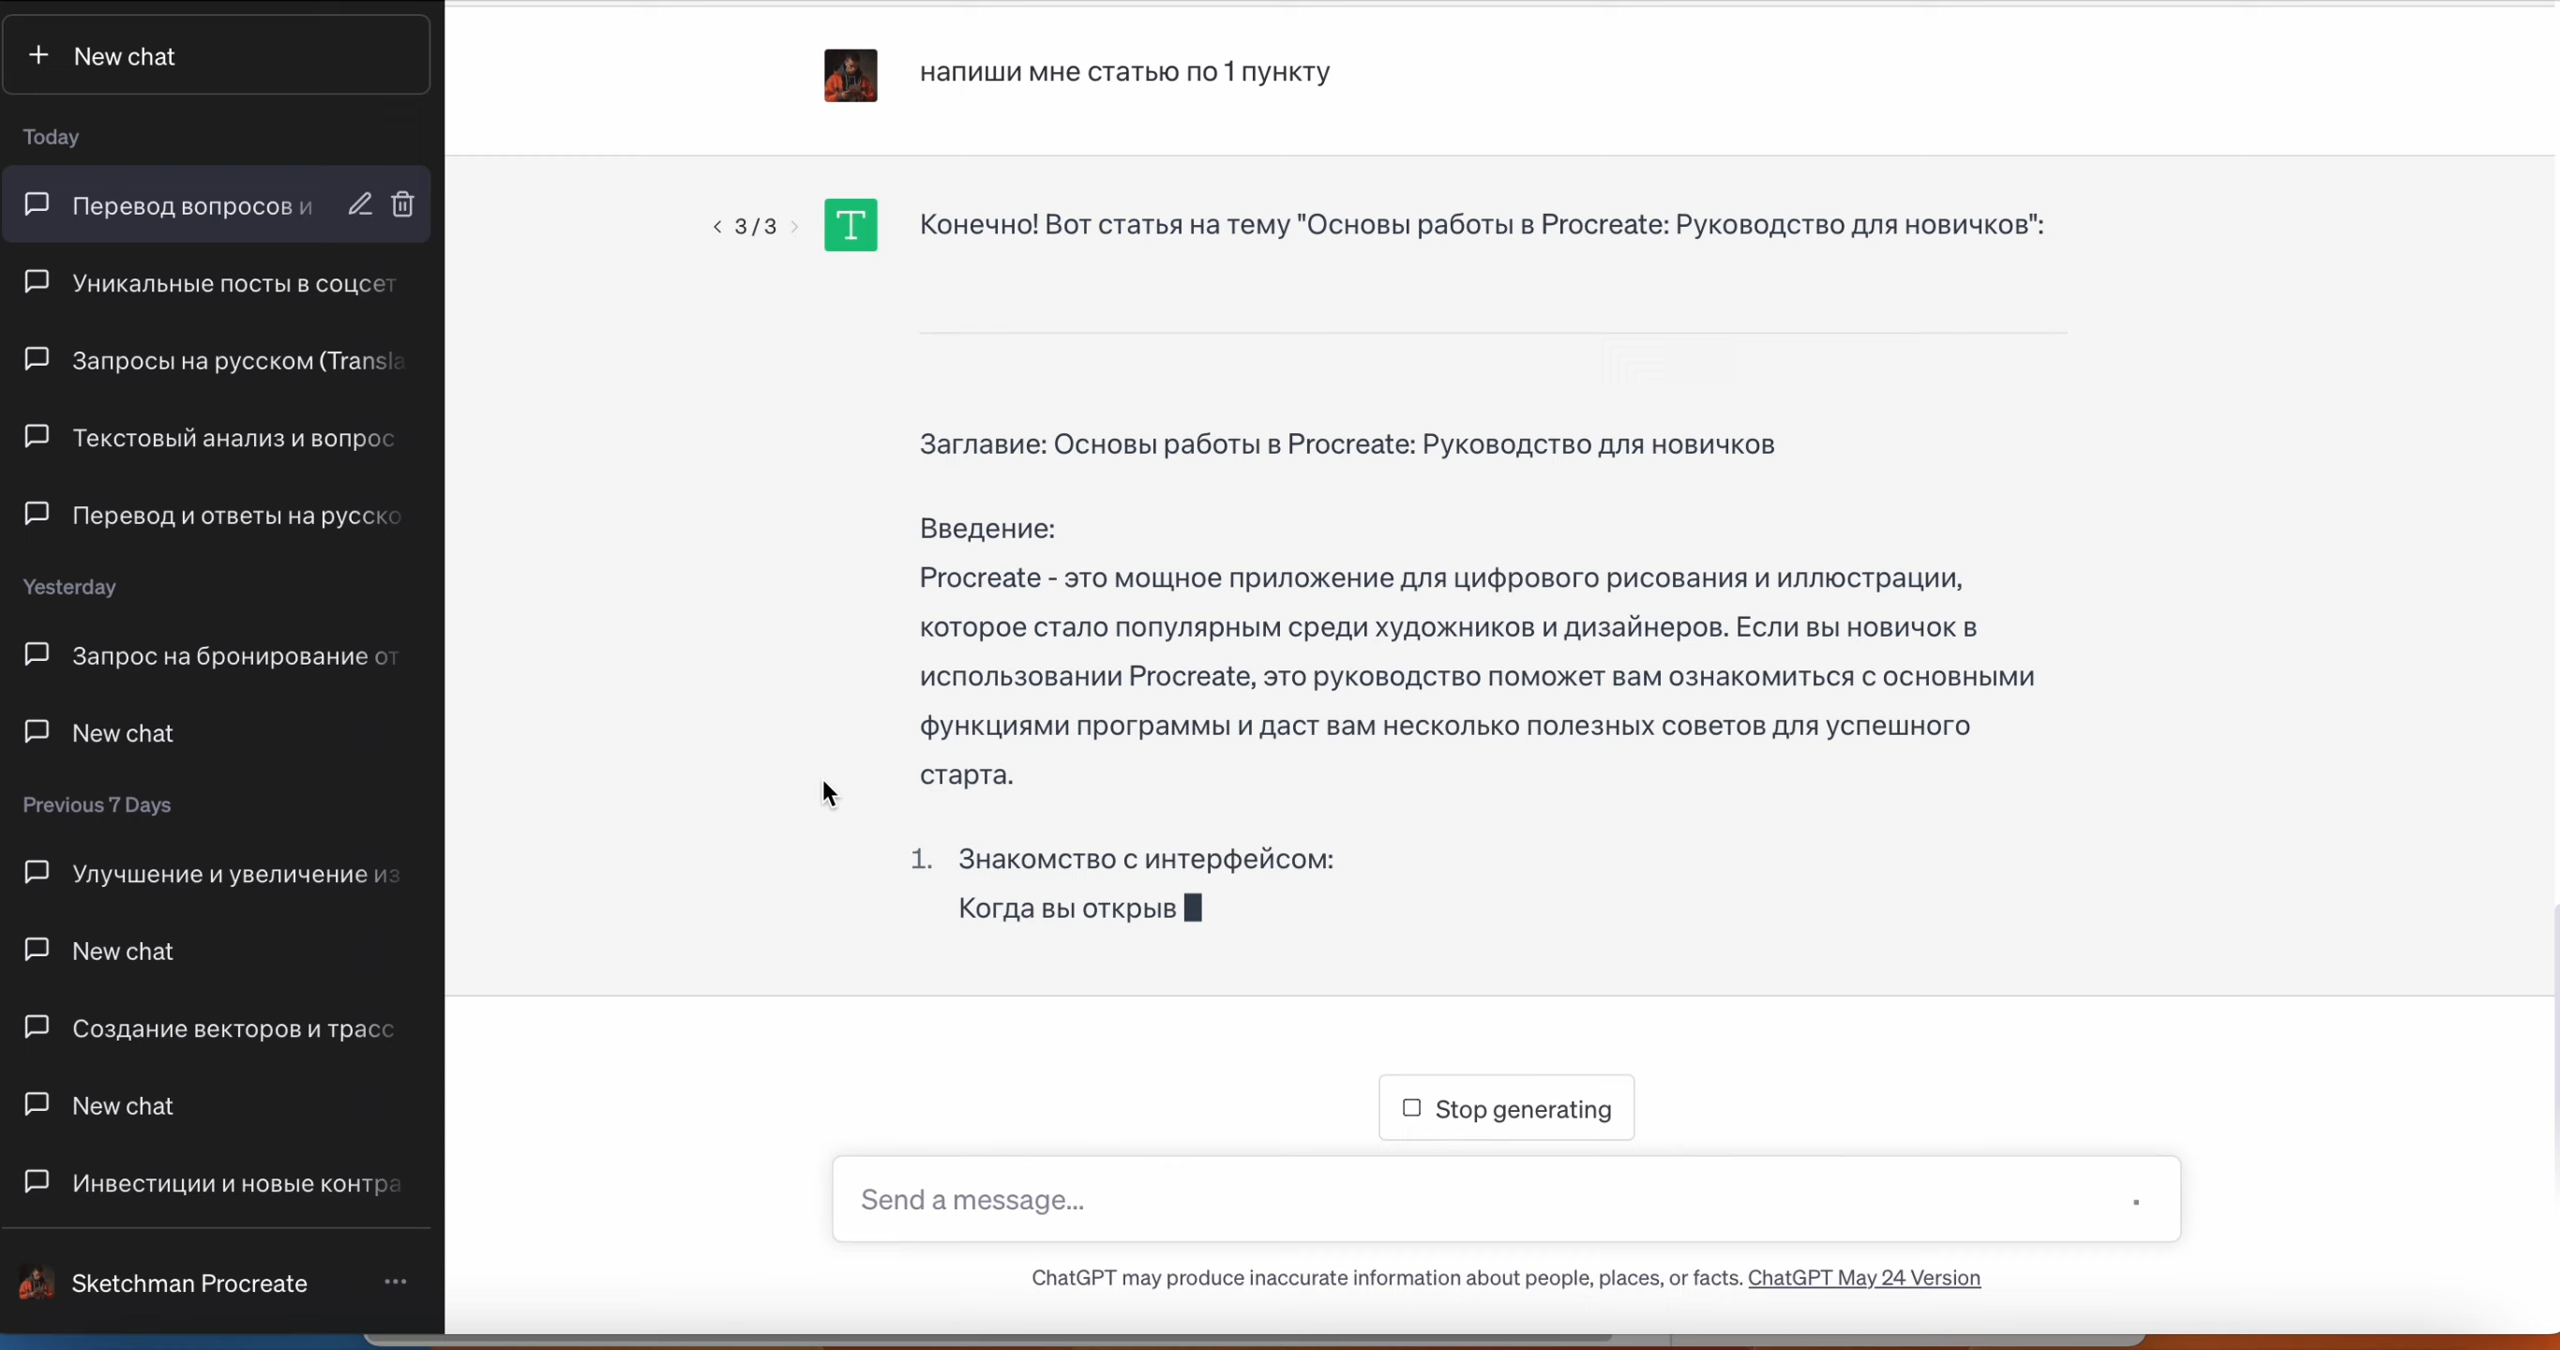 New chat
Today
Перевод вопросов и
Уникальные посты в соцсет
Запросы на русском (Transla
Текстовый анализ и вопрос
Перевод и ответы на русско
Yesterday
Запрос на бронирование от
New chat
Previous 7 Days
Улучшение и увеличение из
New chat
Создание векторов и трасс
New chat
Инвестиции и новые контра
Sketchman Procreate
напиши мне статью по 1 пункту
< 3 / 3 >
T
Конечно! Вот статья на тему "Основы работы в Procreate: Руководство для новичков":
Заглавие: Основы работы в Procreate: Руководство для новичков
Введение:
Procreate - это мощное приложение для цифрового рисования и иллюстрации,
которое стало популярным среди художников и дизайнеров. Если вы новичок в
использовании Procreate, это руководство поможет вам ознакомиться с основными
функциями программы и даст вам несколько полезных советов для успешного
старта.
1. Знакомство с интерфейсом:
Когда вы открыв
Stop generating
Send a message...
ChatGPT may produce inaccurate information about people, places, or facts. ChatGPT May 24 Version